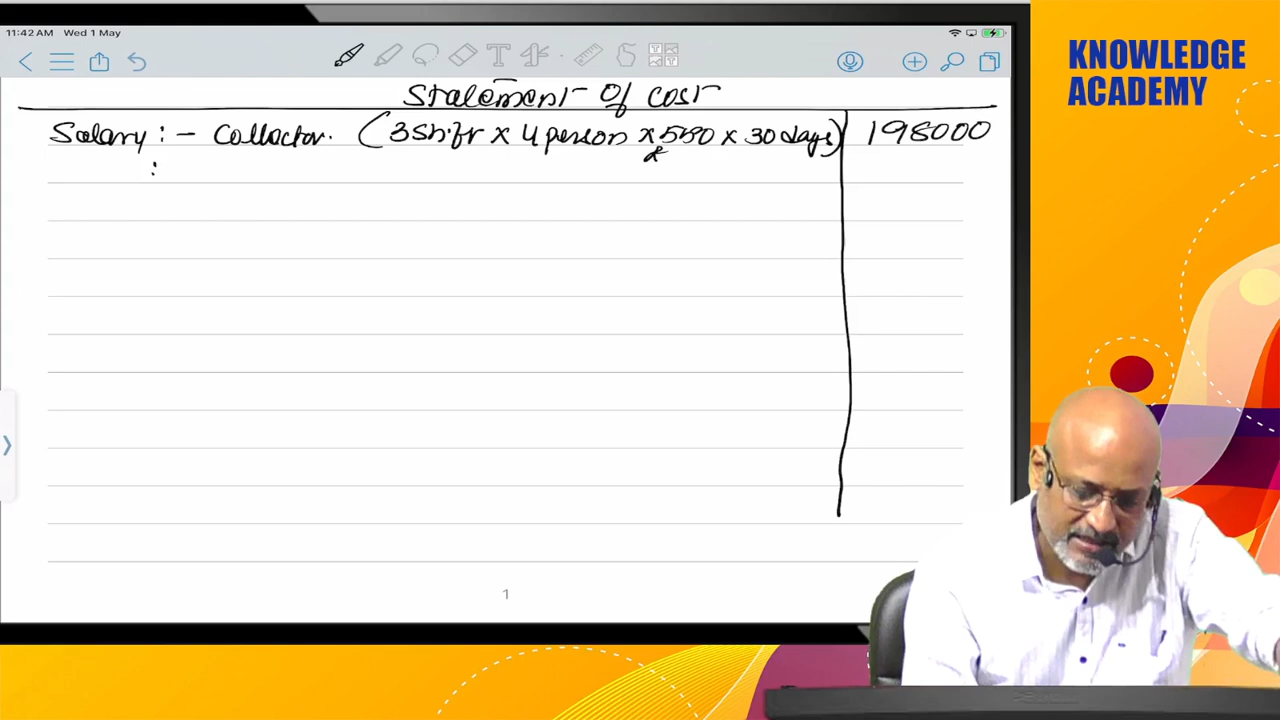 11:42 AM Wed 1 May
KNOWLEDGE
ACADEMY
Statement of cost
Salary :- Collector. (3 Shift × 4 person × 550 × 30 days) 198000
:
1